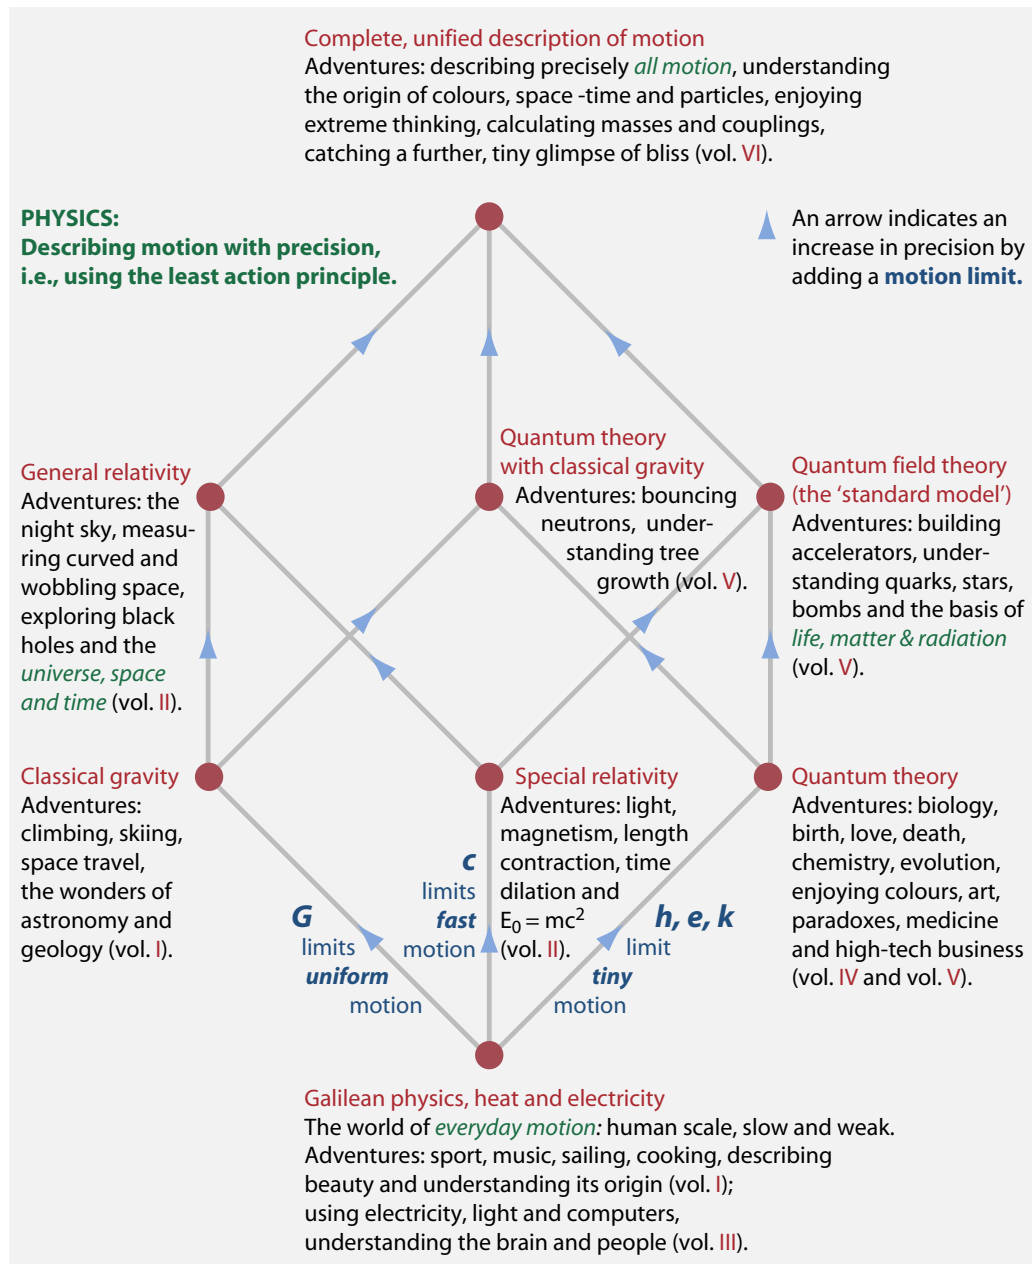 Complete, unified description of motion
Adventures: describing precisely all motion, understanding
the origin of colours, space -time and particles, enjoying
extreme thinking, calculating masses and couplings,
catching a further, tiny glimpse of bliss (vol. VI).
PHYSICS:
Describing motion with precision,
i.e., using the least action principle.
An arrow indicates an
increase in precision by
adding a motion limit.
General relativity
Adventures: the
night sky, measu-
ring curved and
wobbling space,
exploring black
holes and the
universe, space
and time (vol. II).
Quantum theory
with classical gravity
Adventures: bouncing
neutrons, under-
standing tree
growth (vol. V).
Quantum field theory
(the ‘standard model’)
Adventures: building
accelerators, under-
standing quarks, stars,
bombs and the basis of
life, matter & radiation
(vol. V).
Classical gravity
Adventures:
climbing, skiing,
space travel,
the wonders of
astronomy and
geology (vol. I).
Special relativity
Adventures: light,
magnetism, length
contraction, time
dilation and
E₀ = mc²
(vol. II).
Quantum theory
Adventures: biology,
birth, love, death,
chemistry, evolution,
enjoying colours, art,
paradoxes, medicine
and high-tech business
(vol. IV and vol. V).
G
limits
uniform
motion
c
limits
fast
motion
h, e, k
limit
tiny
motion
Galilean physics, heat and electricity
The world of everyday motion: human scale, slow and weak.
Adventures: sport, music, sailing, cooking, describing
beauty and understanding its origin (vol. I);
using electricity, light and computers,
understanding the brain and people (vol. III).